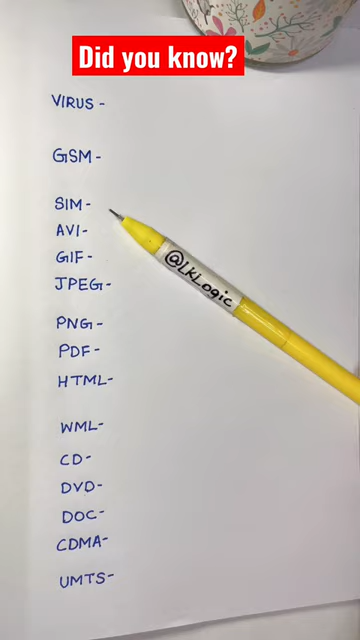 Did you know?
VIRUS -
GSM -
SIM -
AVI -
GIF -
JPEG -
PNG -
PDF -
HTML -
WML -
CD -
DVD -
DOC -
CDMA -
UMTS -
@LKLogic